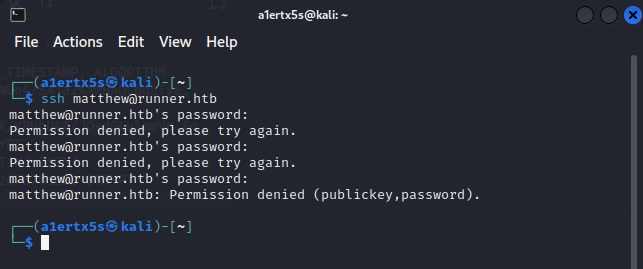 a1ertx5s@kali: ~
File Actions Edit View Help
┌──(a1ertx5s㉿kali)-[~]
└─$ ssh matthew@runner.htb
matthew@runner.htb's password:
Permission denied, please try again.
matthew@runner.htb's password:
Permission denied, please try again.
matthew@runner.htb's password:
matthew@runner.htb: Permission denied (publickey,password).
┌──(a1ertx5s㉿kali)-[~]
└─$